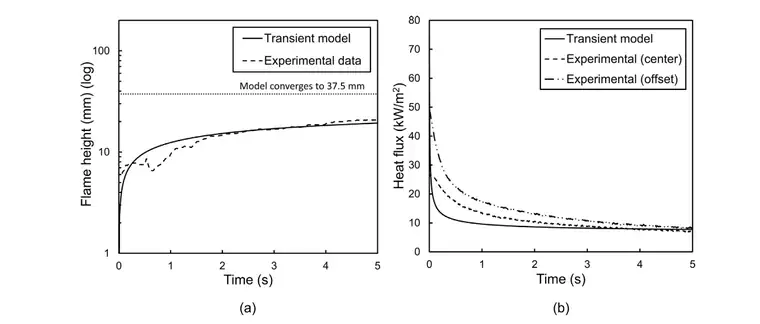 Flame height (mm) (log)
100
10
1
Transient model
Experimental data
Model converges to 37.5 mm
0 1 2 3 4 5
Time (s)
(a)
Heat flux (kW/m²)
80
70
60
50
40
30
20
10
0
Transient model
Experimental (center)
Experimental (offset)
0 1 2 3 4 5
Time (s)
(b)